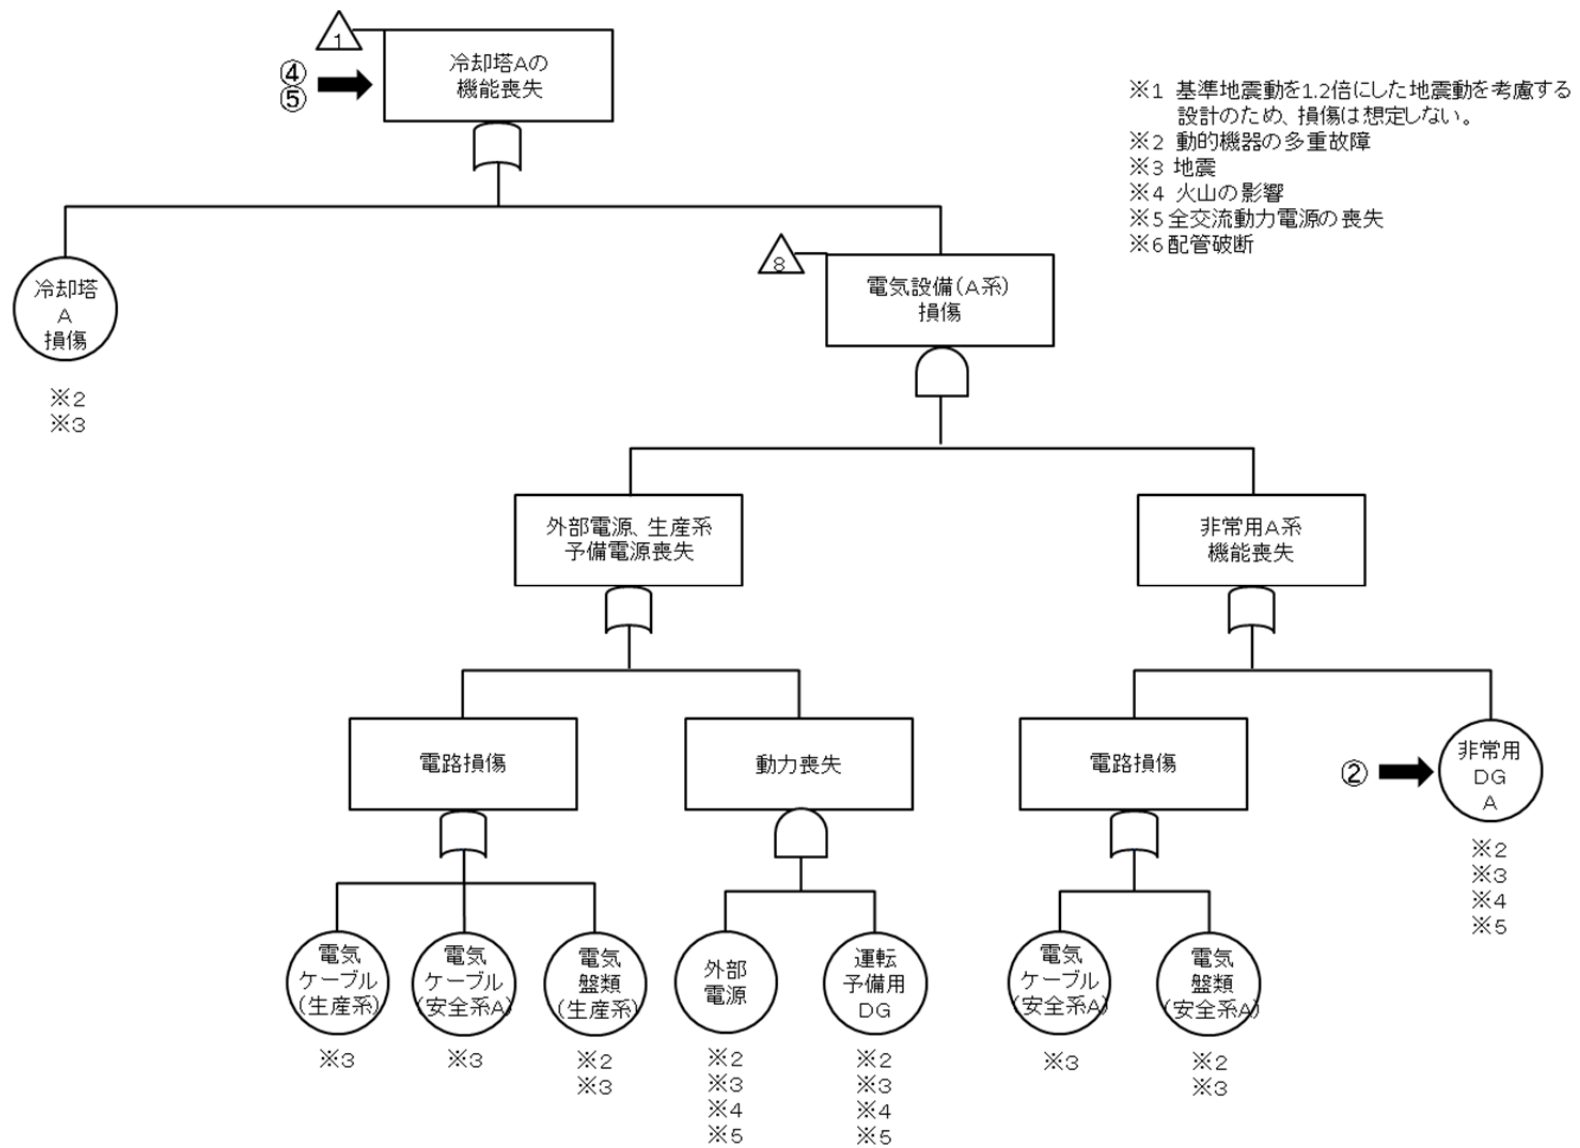 1
冷却塔Aの
機能喪失
④
⑤
※1 基準地震動を1.2倍にした地震動を考慮する
設計のため、損傷は想定しない。
※2 動的機器の多重故障
※3 地震
※4 火山の影響
※5 全交流動力電源の喪失
※6 配管破断
冷却塔
A
損傷
※2
※3
8
電気設備(A系)
損傷
外部電源、生産系
予備電源喪失
非常用A系
機能喪失
電路損傷
動力喪失
電路損傷
②
非常用
DG
A
※2
※3
※4
※5
電気
ケーブル
(生産系)
※3
電気
ケーブル
(安全系A)
※3
電気
盤類
(生産系)
※2
※3
外部
電源
※2
※3
※4
※5
運転
予備用
DG
※2
※3
※4
※5
電気
ケーブル
(安全系A)
※3
電気
盤類
(安全系A)
※2
※3